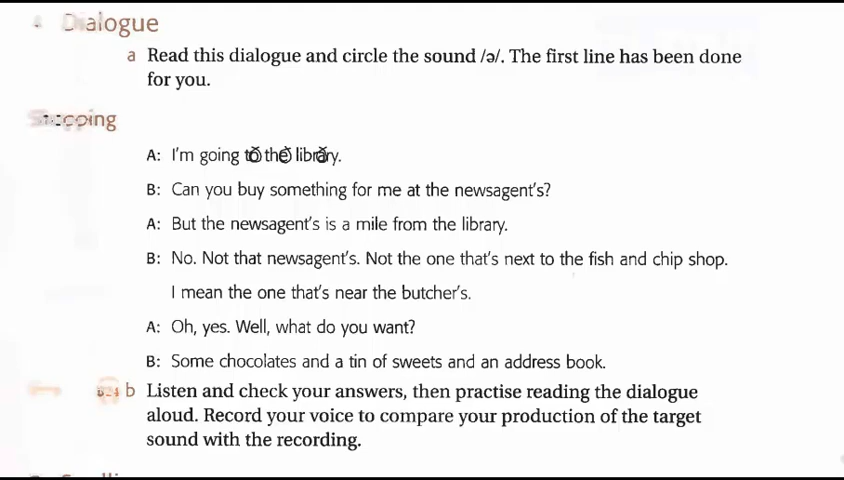 Dialogue
a Read this dialogue and circle the sound /ə/. The first line has been done
for you.
A: I'm going to the library.
B: Can you buy something for me at the newsagent's?
A: But the newsagent's is a mile from the library.
B: No. Not that newsagent's. Not the one that's next to the fish and chip shop.
I mean the one that's near the butcher's.
A: Oh, yes. Well, what do you want?
B: Some chocolates and a tin of sweets and an address book.
b Listen and check your answers, then practise reading the dialogue
aloud. Record your voice to compare your production of the target
sound with the recording.